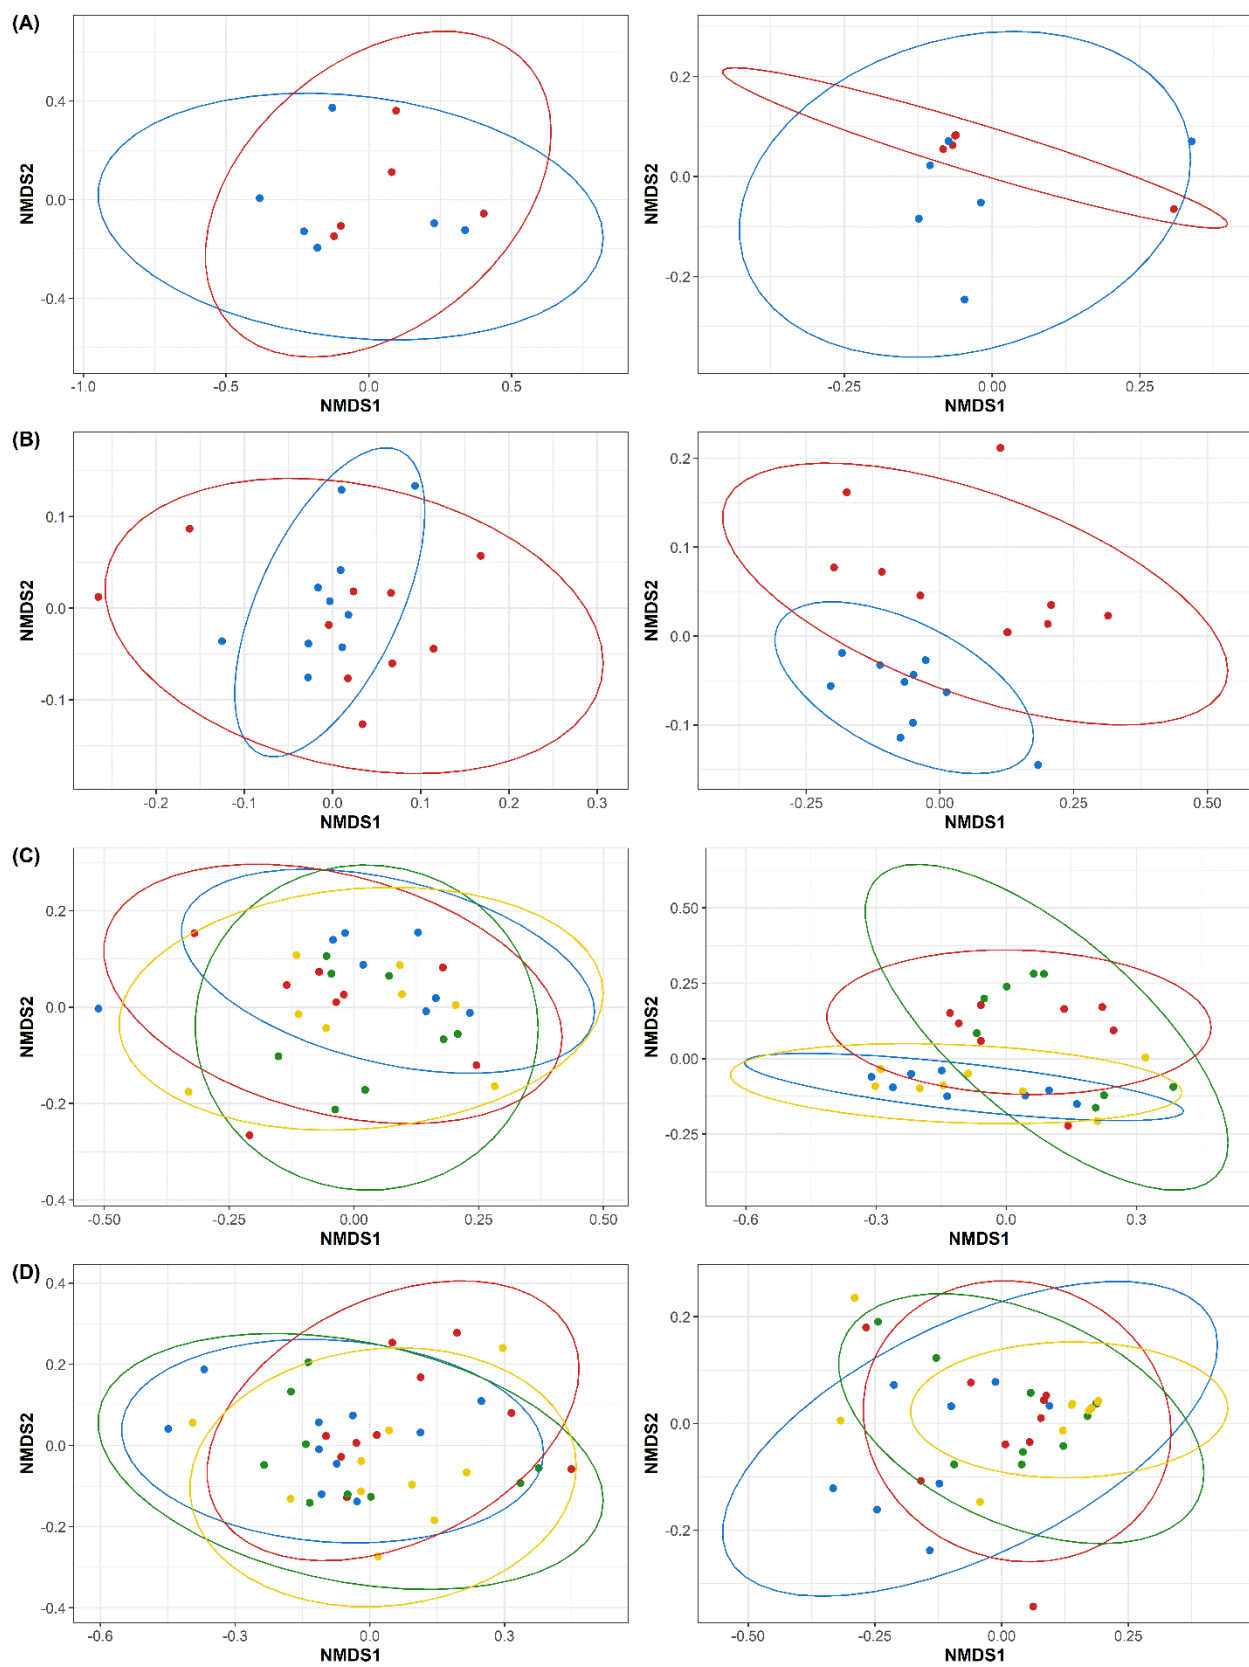 (A)
NMDS2
0.4
0.0
-0.4
-1.0 -0.5 0.0 0.5
NMDS1
NMDS2
0.2
0.0
-0.2
-0.25 0.00 0.25
NMDS1
(B)
NMDS2
0.1
0.0
-0.1
-0.2 -0.1 0.0 0.1 0.2 0.3
NMDS1
NMDS2
0.2
0.1
0.0
-0.1
-0.25 0.00 0.25 0.50
NMDS1
(C)
NMDS2
0.2
0.0
-0.2
-0.4
-0.50 -0.25 0.00 0.25 0.50
NMDS1
NMDS2
0.50
0.25
0.00
-0.25
-0.6 -0.3 0.0 0.3
NMDS1
(D)
NMDS2
0.4
0.2
0.0
-0.2
-0.4
-0.6 -0.3 0.0 0.3
NMDS1
NMDS2
0.2
0.0
-0.2
-0.50 -0.25 0.00 0.25
NMDS1